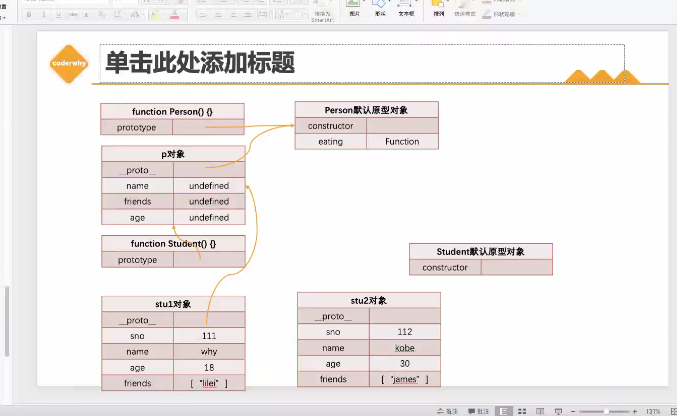 coderwhy
单击此处添加标题
function Person() {}
prototype
Person默认原型对象
constructor
eating Function
p对象
__proto__
name undefined
friends undefined
age undefined
function Student() {}
prototype
Student默认原型对象
constructor
stu1对象
__proto__
sno 111
name why
age 18
friends [ “lilei” ]
stu2对象
__proto__
sno 112
name kobe
age 30
friends [ “james” ]
备注 批注 131%